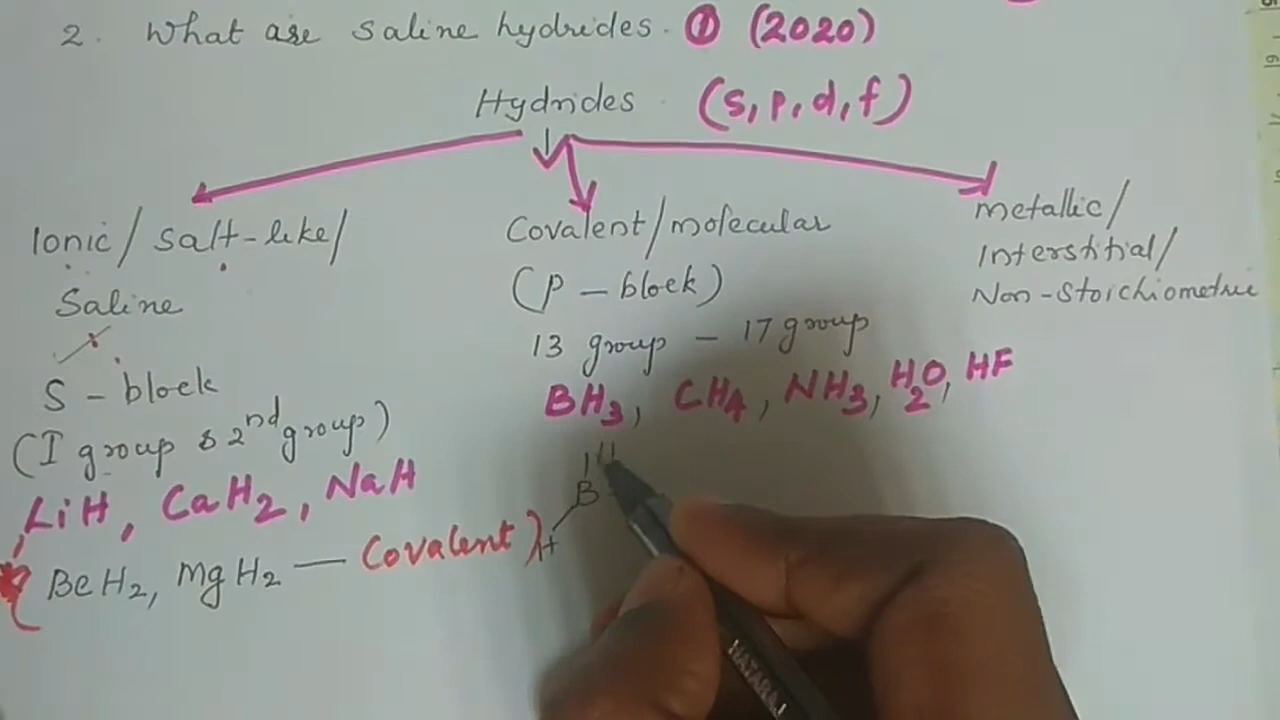 2. What are saline hydrides. ① (2020)
Hydrides. (s, p, d, f)
Ionic/ salt-like/
Saline
S - block
(I group & 2nd group)
LiH, CaH2, NaH
BeH2, MgH2 — Covalent)
Covalent/molecular
(P - block)
13 group - 17 group
BH3, CH4, NH3, H2O, HF
B
H
Metallic/
Interstitial/
Non-Stoichiometric
NATARAJ